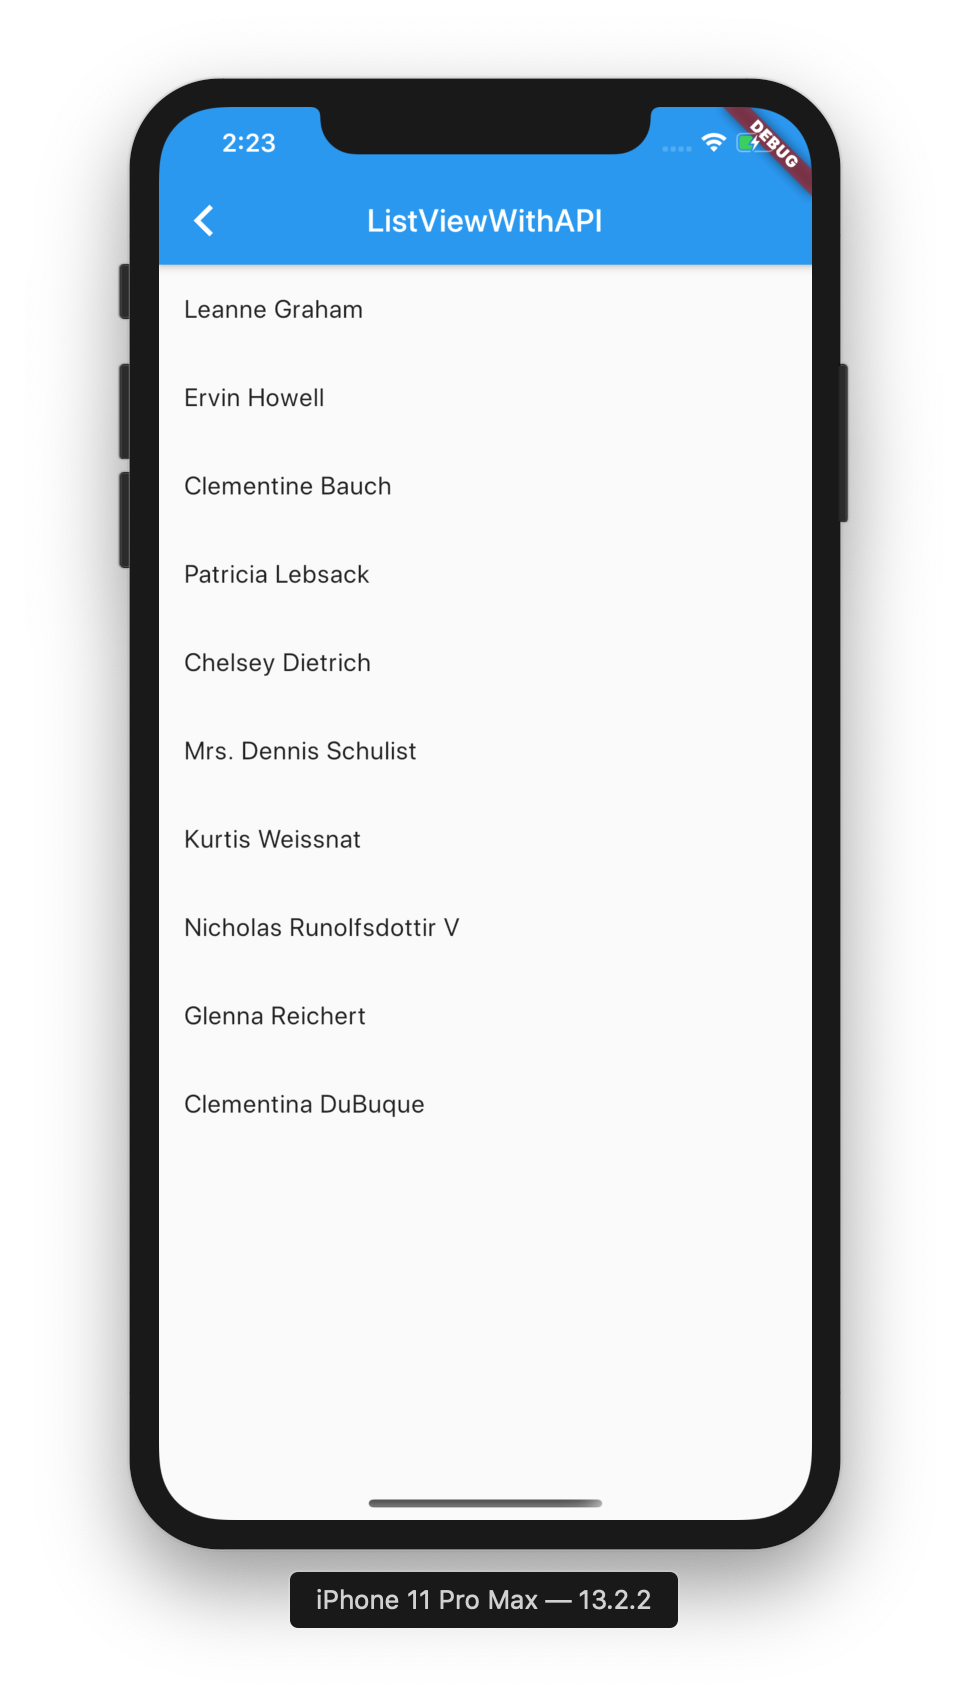 2:23
DEBUG
ListViewWithAPI
Leanne Graham
Ervin Howell
Clementine Bauch
Patricia Lebsack
Chelsey Dietrich
Mrs. Dennis Schulist
Kurtis Weissnat
Nicholas Runolfsdottir V
Glenna Reichert
Clementina DuBuque
iPhone 11 Pro Max — 13.2.2